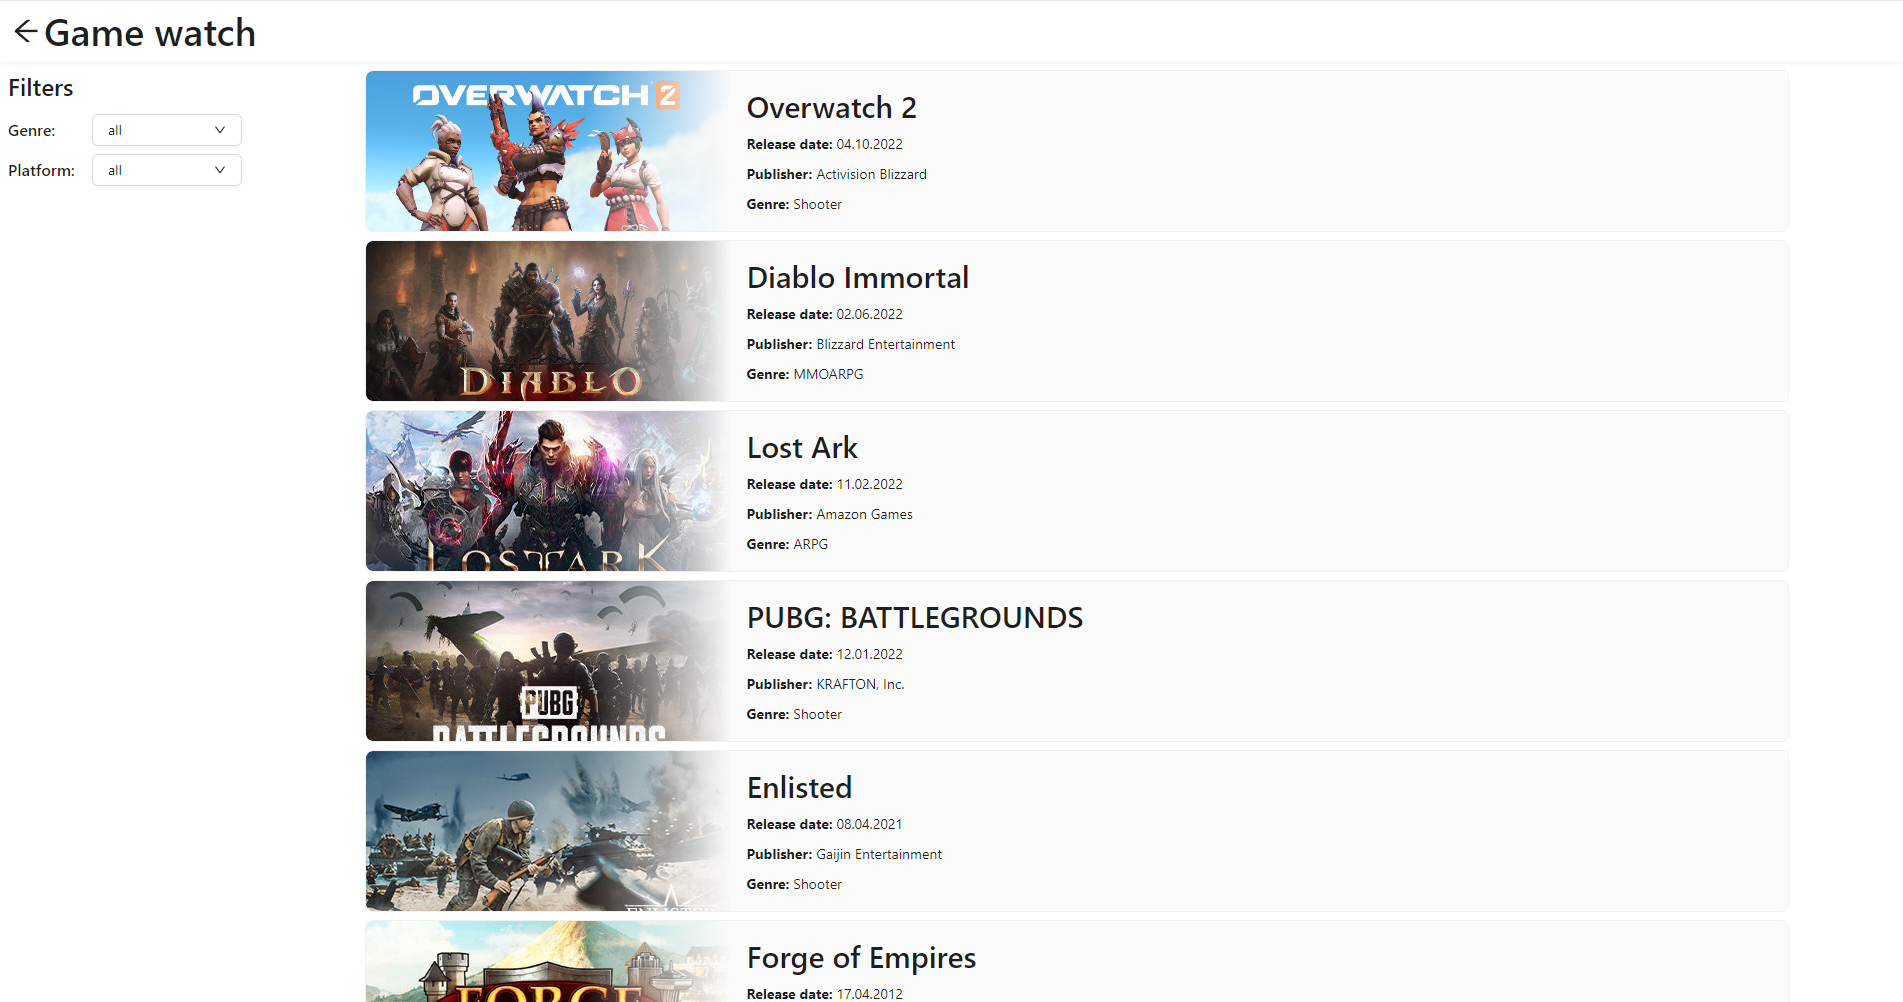 Game watch
Filters
Genre:
all
Platform:
all
OVERWATCH 2
Overwatch 2
Release date: 04.10.2022
Publisher: Activision Blizzard
Genre: Shooter
DIABLO
Diablo Immortal
Release date: 02.06.2022
Publisher: Blizzard Entertainment
Genre: MMOARPG
LOST ARK
Lost Ark
Release date: 11.02.2022
Publisher: Amazon Games
Genre: ARPG
PUBG
BATTLEGROUNDS
PUBG: BATTLEGROUNDS
Release date: 12.01.2022
Publisher: KRAFTON, Inc.
Genre: Shooter
ENLISTED
Enlisted
Release date: 08.04.2021
Publisher: Gaijin Entertainment
Genre: Shooter
FORGE
Forge of Empires
Release date: 17.04.2012